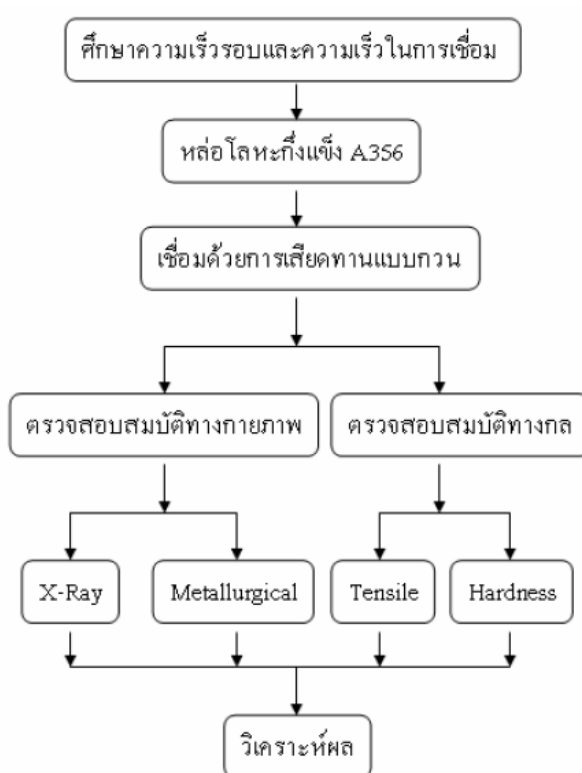 ศึกษาความเร็วรอบและความเร็วในการเชื่อม
หล่อโลหะกึ่งแข็ง A356
เชื่อมด้วยการเสียดทานแบบกวน
ตรวจสอบสมบัติทางกายภาพ
ตรวจสอบสมบัติทางกล
X-Ray
Metallurgical
Tensile
Hardness
วิเคราะห์ผล